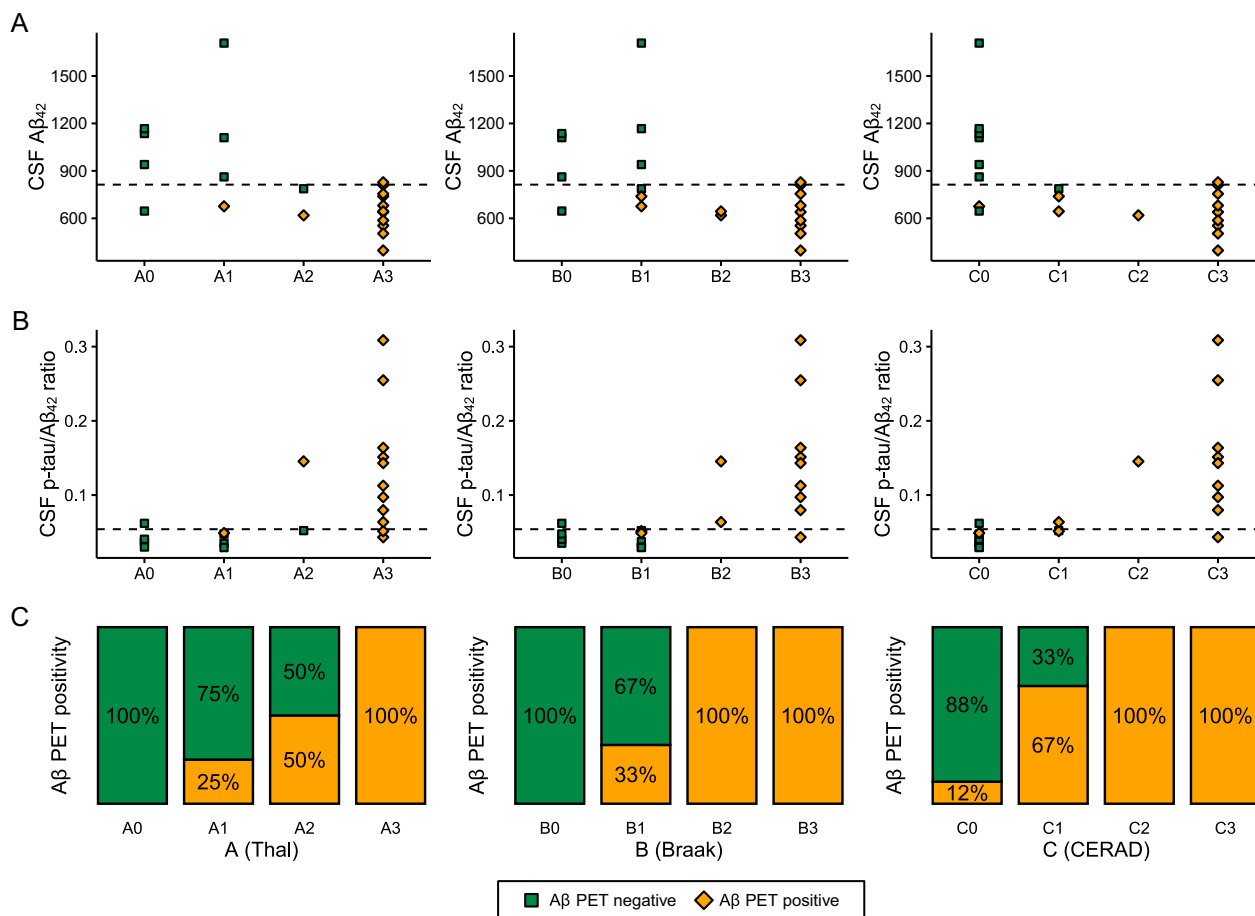 A
CSF Aβ42
1500
1200
900
600
A0 A1 A2 A3
CSF Aβ42
1500
1200
900
600
B0 B1 B2 B3
CSF Aβ42
1500
1200
900
600
C0 C1 C2 C3
B
CSF p-tau/Aβ42 ratio
0.3
0.2
0.1
A0 A1 A2 A3
CSF p-tau/Aβ42 ratio
0.3
0.2
0.1
B0 B1 B2 B3
CSF p-tau/Aβ42 ratio
0.3
0.2
0.1
C0 C1 C2 C3
C
Aβ PET positivity
100%
75%
25%
50%
50%
100%
A0 A1 A2 A3
A (Thal)
Aβ PET positivity
100%
67%
33%
100%
100%
B0 B1 B2 B3
B (Braak)
Aβ PET positivity
88%
12%
33%
67%
100%
100%
C0 C1 C2 C3
C (CERAD)
Aβ PET negative
Aβ PET positive